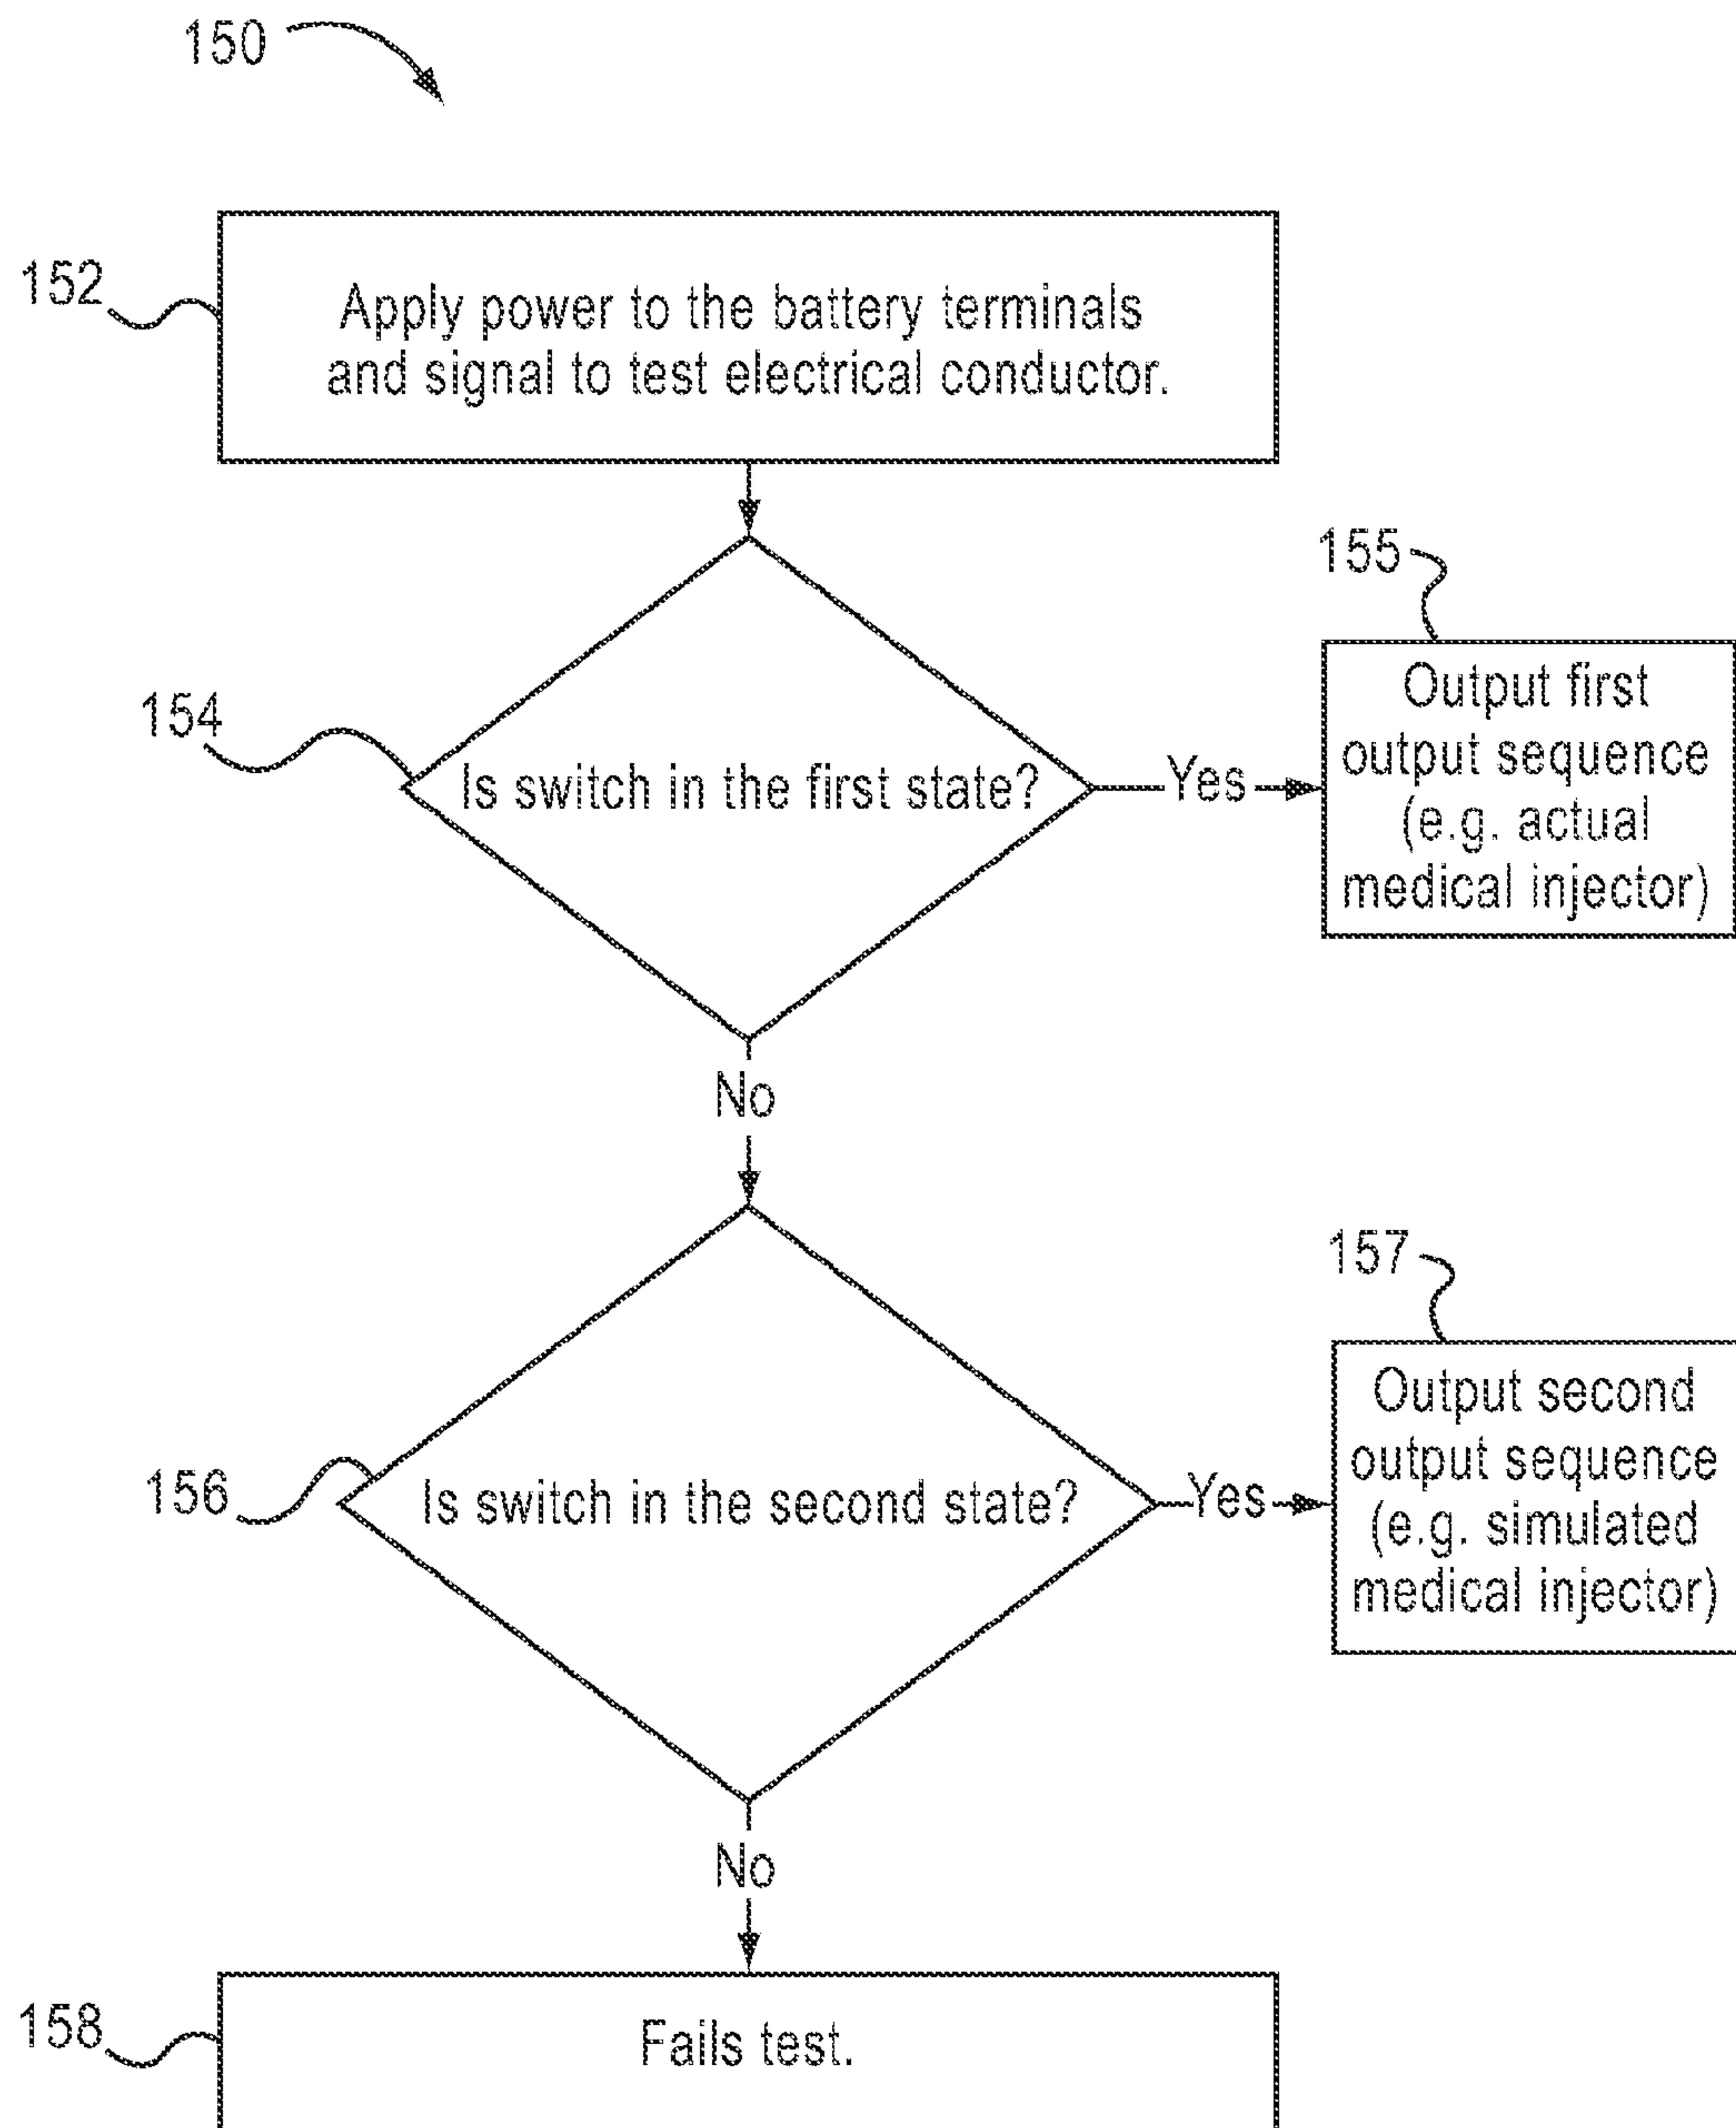 150
152
Apply power to the battery terminals
and signal to test electrical conductor.
155
Output first
output sequence
(e.g. actual
medical injector)
154
Is switch in the first state?
Yes
No
157
Output second
output sequence
(e.g. simulated
medical injector)
156
Is switch in the second state?
Yes
No
158
Fails test.